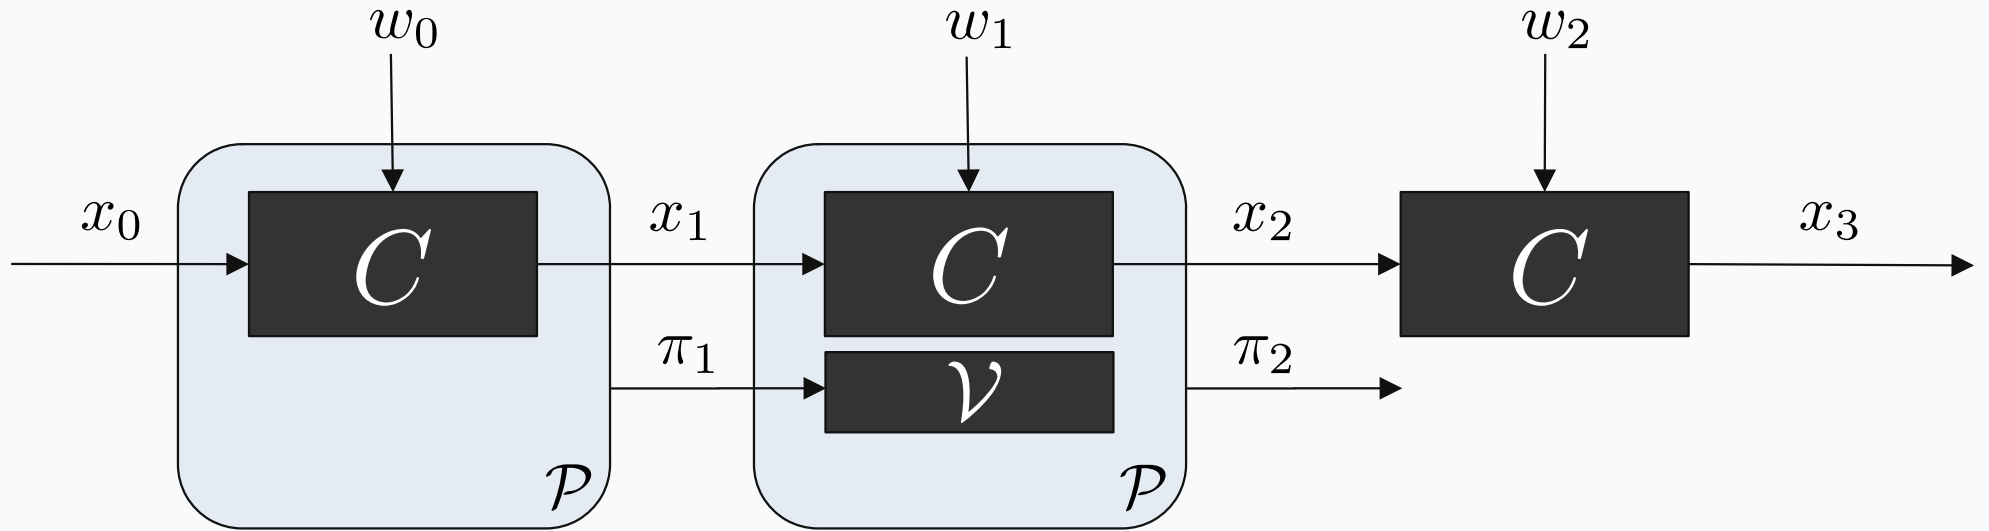 w₀ w₁ w₂
x₀ C x₁ C x₂ C x₃
π₁ 𝒱 π₂
𝒫 𝒫